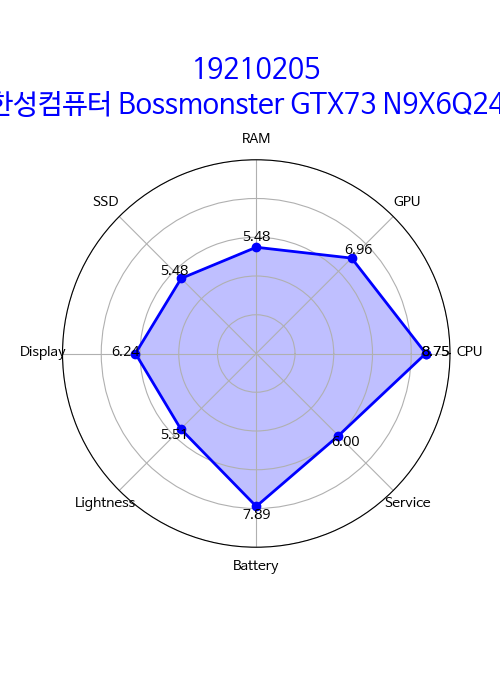 19210205
한성컴퓨터 Bossmonster GTX73 N9X6Q24
RAM
SSD
GPU
5.48
6.96
5.48
Display
6.24
8.75
CPU
5.51
6.00
Lightness
Service
7.89
Battery